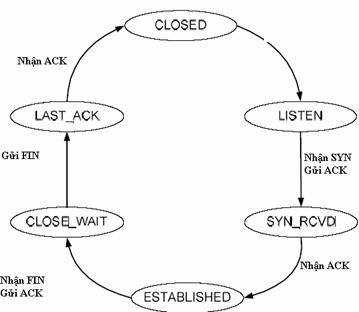 CLOSED
Nhận ACK
LAST_ACK
LISTEN
Gửi FIN
Nhận SYN
Gửi ACK
CLOSE_WAIT
SYN_RCVD
Nhận FIN
Gửi ACK
Nhận ACK
ESTABLISHED